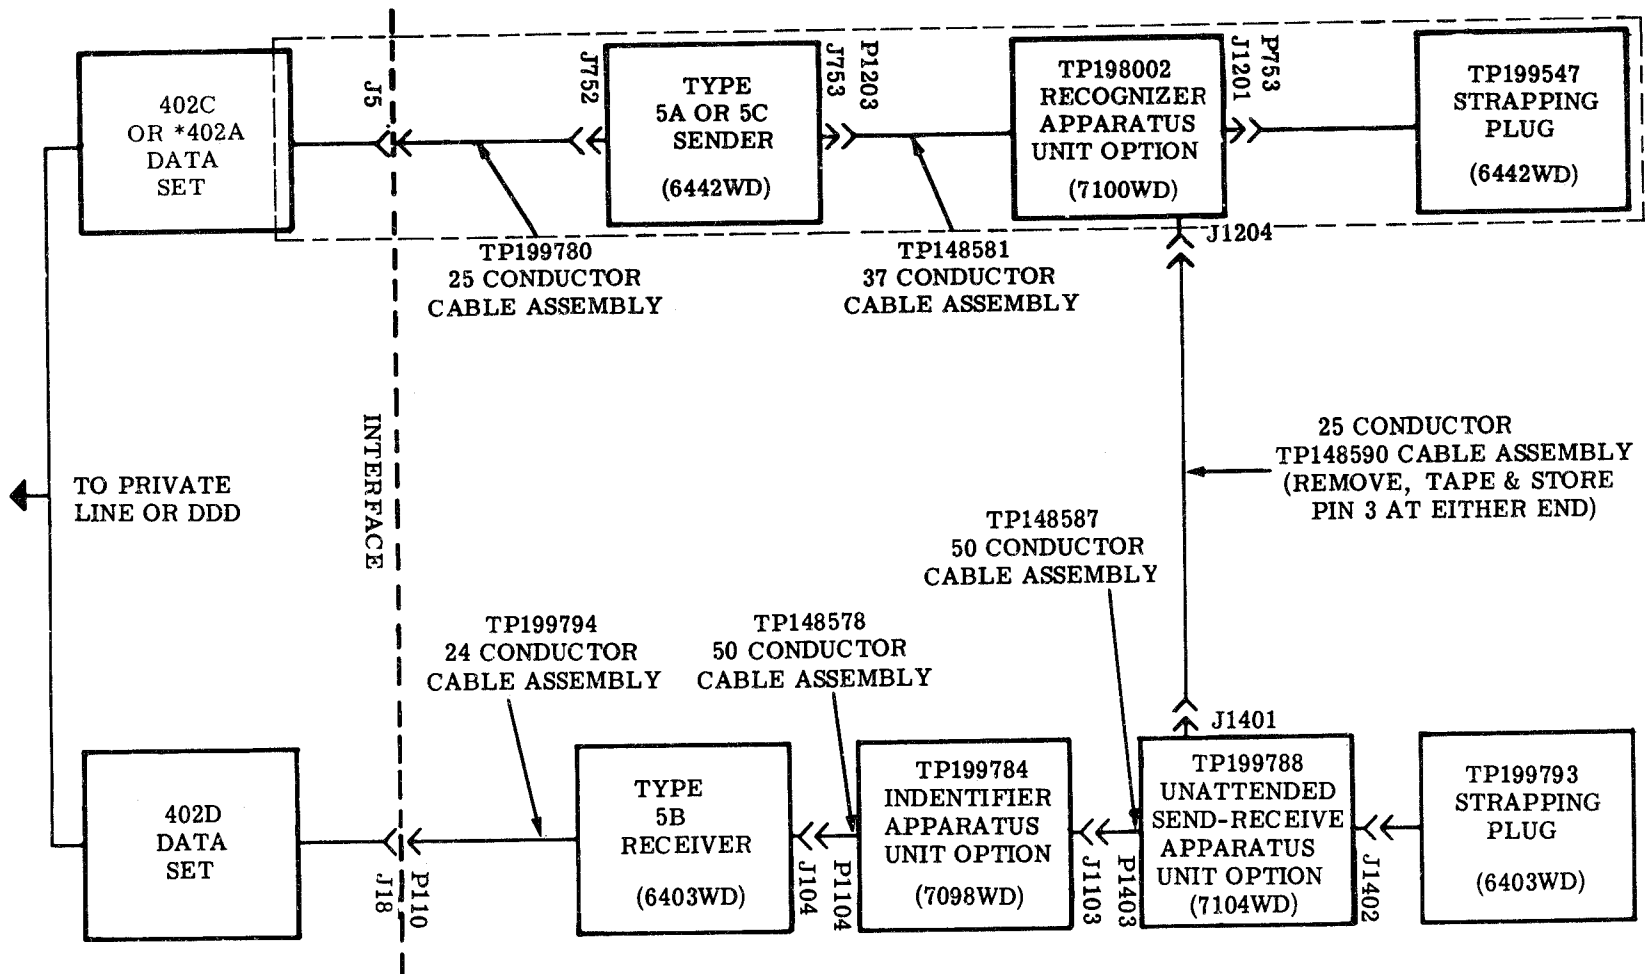 402C
OR *402A
DATA
SET
J5
J752
TYPE
5A OR 5C
SENDER
(6442WD)
J753
P1203
TP198002
RECOGNIZER
APPARATUS
UNIT OPTION
(7100WD)
J1201
P753
TP199547
STRAPPING
PLUG
(6442WD)
J1204
TP199780
25 CONDUCTOR
CABLE ASSEMBLY
TP148581
37 CONDUCTOR
CABLE ASSEMBLY
INTERFACE
TO PRIVATE
LINE OR DDD
25 CONDUCTOR
TP148590 CABLE ASSEMBLY
(REMOVE, TAPE & STORE
PIN 3 AT EITHER END)
TP148587
50 CONDUCTOR
CABLE ASSEMBLY
TP199794
24 CONDUCTOR
CABLE ASSEMBLY
TP148578
50 CONDUCTOR
CABLE ASSEMBLY
J1401
402D
DATA
SET
J18
P110
TYPE
5B
RECEIVER
(6403WD)
J104
P1104
TP199784
INDENTIFIER
APPARATUS
UNIT OPTION
(7098WD)
J1103
P1403
TP199788
UNATTENDED
SEND-RECEIVE
APPARATUS
UNIT OPTION
(7104WD)
J1402
TP199793
STRAPPING
PLUG
(6403WD)